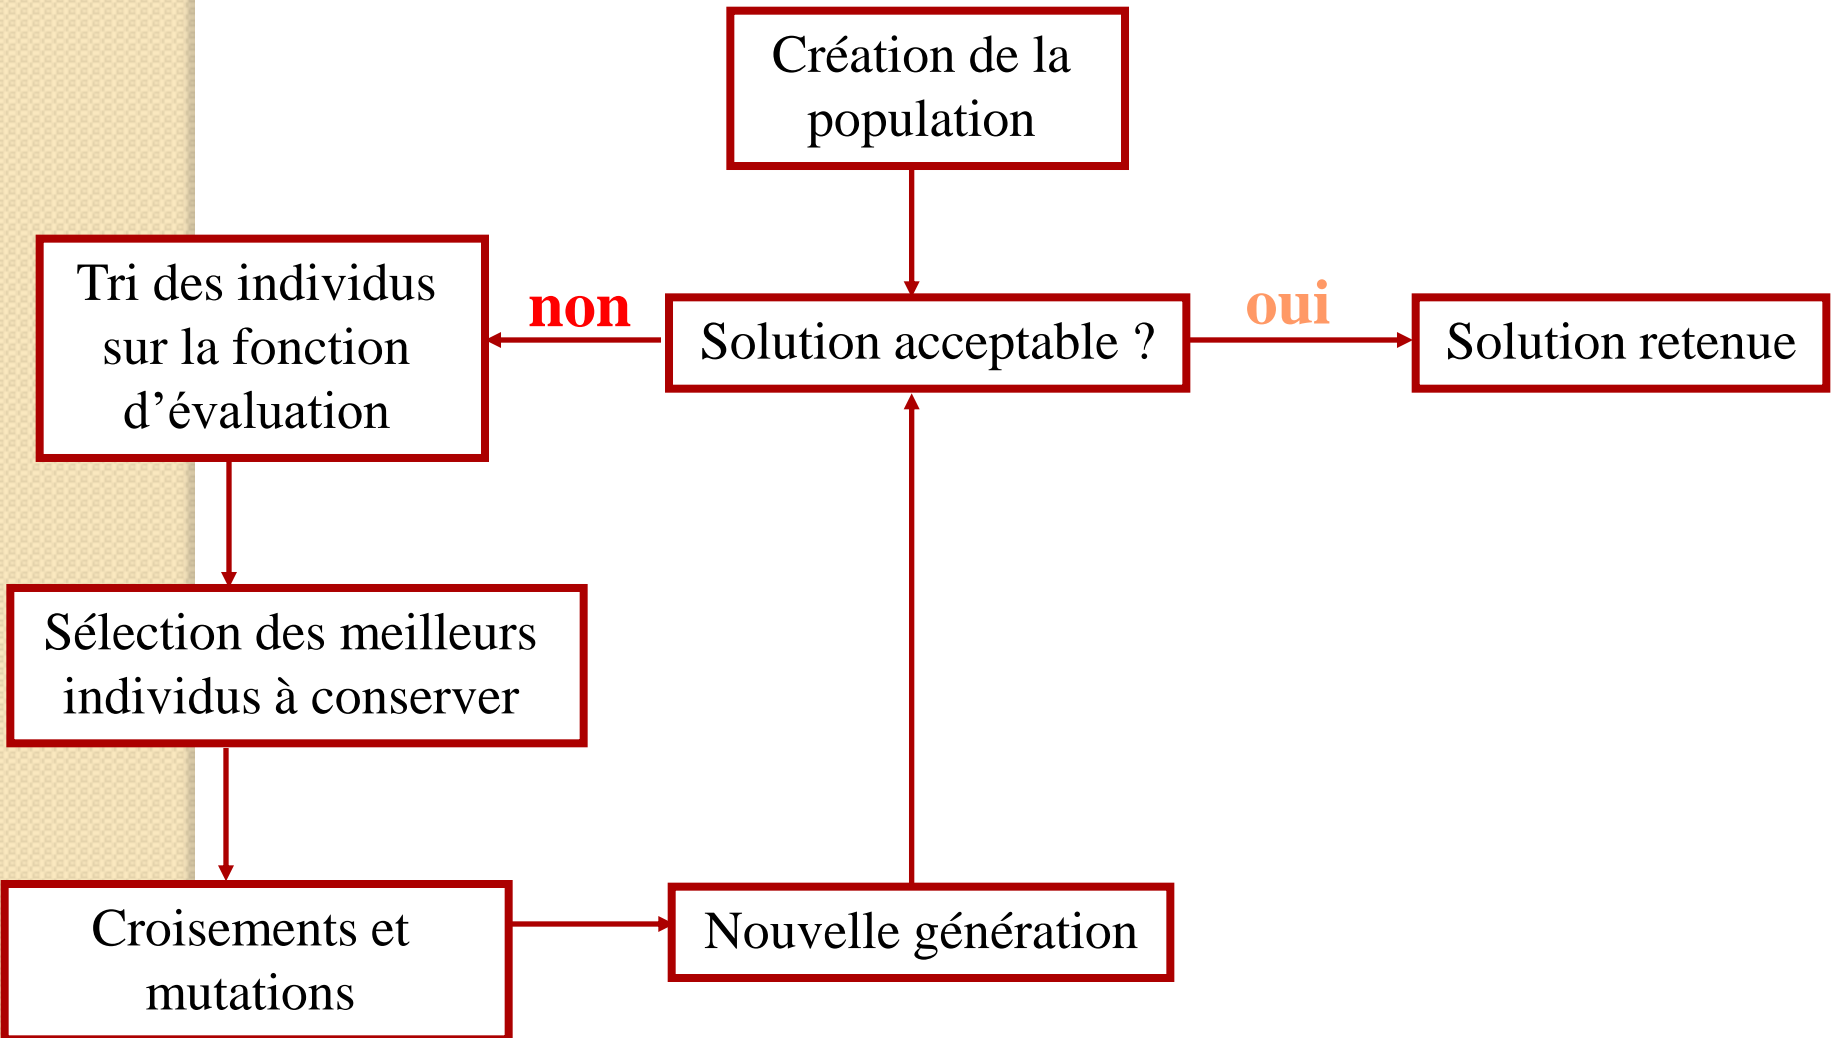 Création de la
population
Tri des individus
sur la fonction
d’évaluation
non
Solution acceptable ?
oui
Solution retenue
Sélection des meilleurs
individus à conserver
Croisements et
mutations
Nouvelle génération